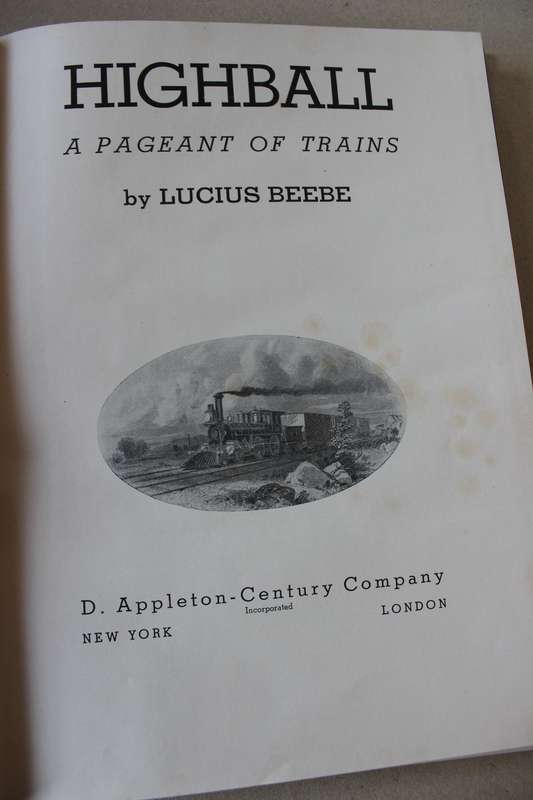 HIGHBALL
A PAGEANT OF TRAINS
by LUCIUS BEEBE
D. Appleton-Century Company
Incorporated
NEW YORK LONDON